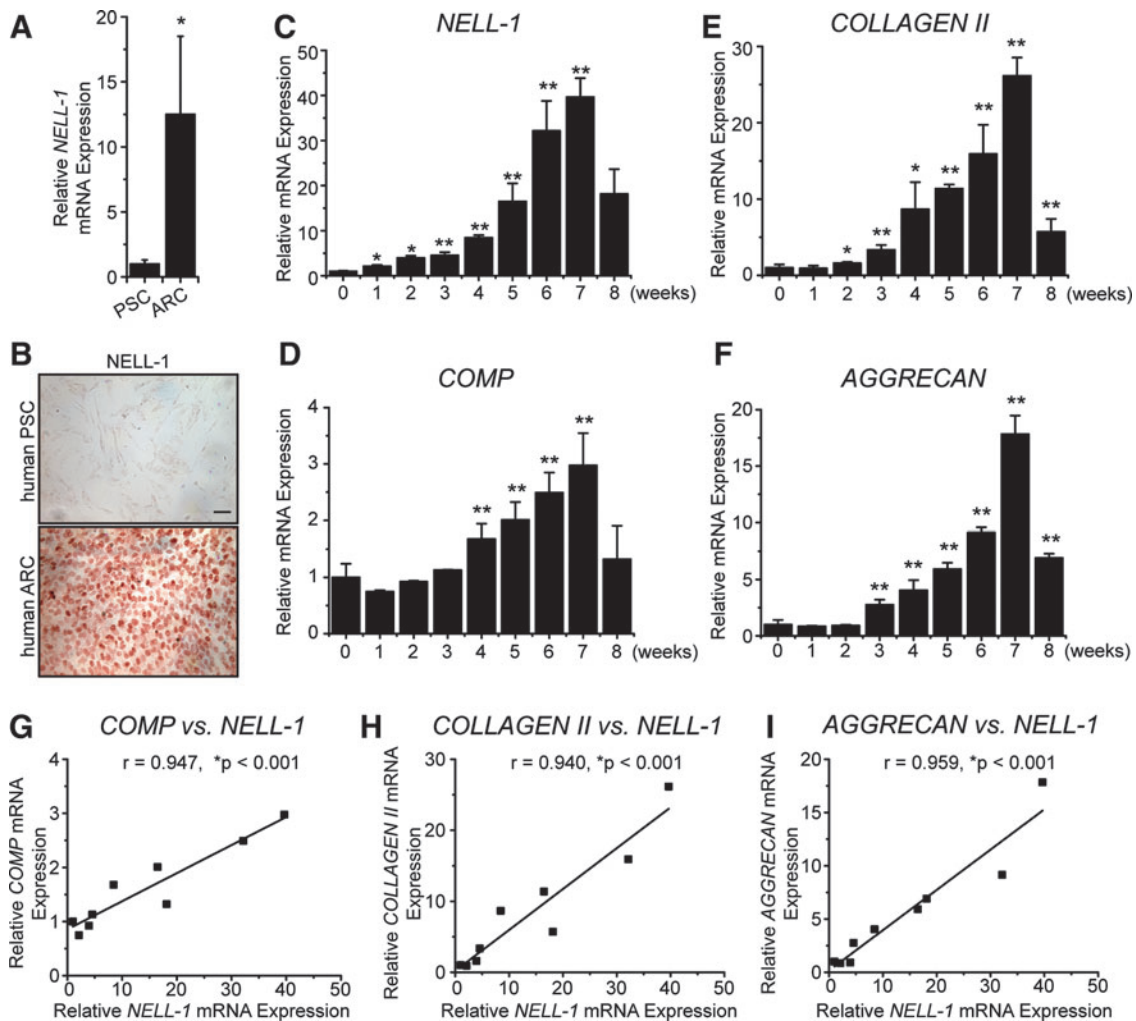 A
Relative NELL-1
mRNA Expression
20
15
10
5
0
*
PSC
ARC
B
NELL-1
human PSC
human ARC
C
NELL-1
Relative mRNA Expression
50
40
30
20
10
0
* * ** ** ** ** **
0 1 2 3 4 5 6 7 8 (weeks)
D
COMP
Relative mRNA Expression
4
3
2
1
0
** ** ** **
0 1 2 3 4 5 6 7 8 (weeks)
E
COLLAGEN II
Relative mRNA Expression
30
20
10
0
* ** * ** ** ** **
0 1 2 3 4 5 6 7 8 (weeks)
F
AGGRECAN
Relative mRNA Expression
20
15
10
5
0
** ** ** ** ** **
0 1 2 3 4 5 6 7 8 (weeks)
G
COMP vs. NELL-1
r = 0.947, *p < 0.001
Relative COMP mRNA
Expression
4
3
2
1
0
0 10 20 30 40 50
Relative NELL-1 mRNA Expression
H
COLLAGEN II vs. NELL-1
r = 0.940, *p < 0.001
Relative COLLAGEN II mRNA
Expression
30
20
10
0
0 10 20 30 40 50
Relative NELL-1 mRNA Expression
I
AGGRECAN vs. NELL-1
r = 0.959, *p < 0.001
Relative AGGRECAN mRNA
Expression
20
15
10
5
0
0 10 20 30 40 50
Relative NELL-1 mRNA Expression